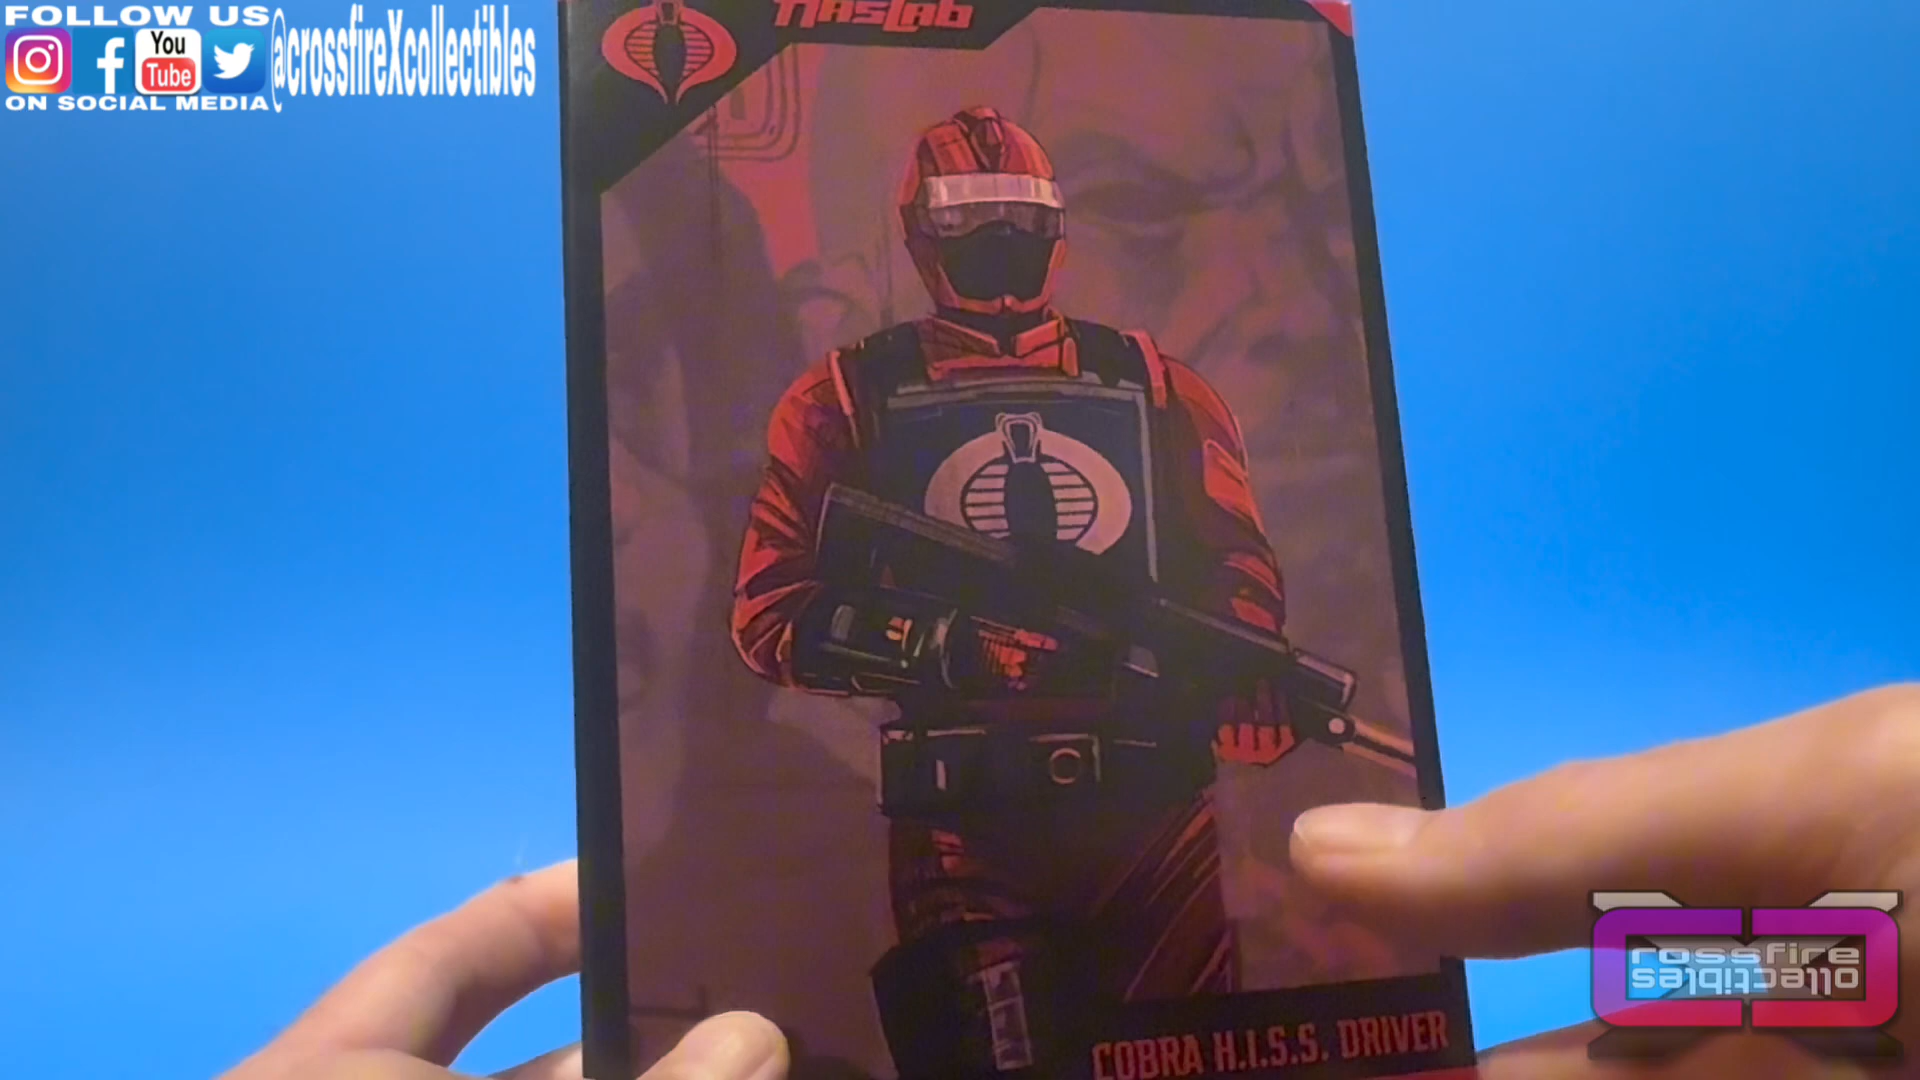 FOLLOW US
You
Tube
@crossfireXcollectibles
ON SOCIAL MEDIA
HasLab
COBRA H.I.S.S. DRIVER
rossfire
ollectibles